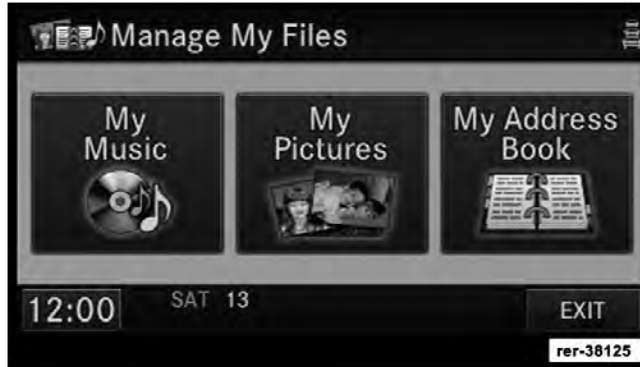 Manage My Files
My
Music
My
Pictures
My Address
Book
12:00
SAT 13
EXIT
rer-38125